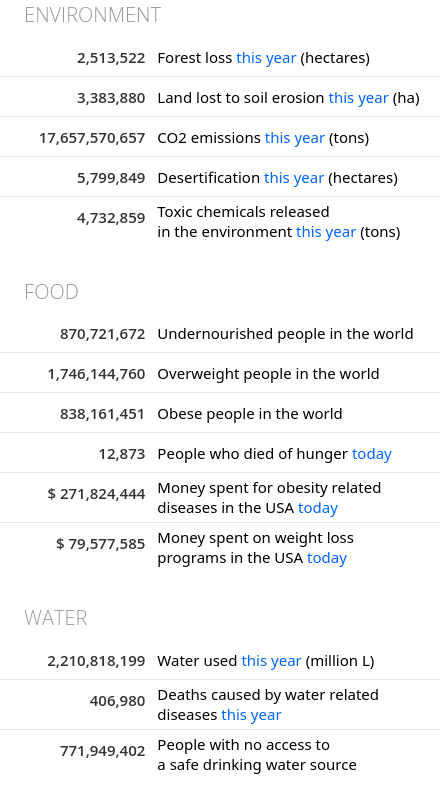 ENVIRONMENT
2,513,522 Forest loss this year (hectares)
3,383,880 Land lost to soil erosion this year (ha)
17,657,570,657 CO2 emissions this year (tons)
5,799,849 Desertification this year (hectares)
4,732,859 Toxic chemicals released
in the environment this year (tons)
FOOD
870,721,672 Undernourished people in the world
1,746,144,760 Overweight people in the world
838,161,451 Obese people in the world
12,873 People who died of hunger today
$ 271,824,444 Money spent for obesity related
diseases in the USA today
$ 79,577,585 Money spent on weight loss
programs in the USA today
WATER
2,210,818,199 Water used this year (million L)
406,980 Deaths caused by water related
diseases this year
771,949,402 People with no access to
a safe drinking water source